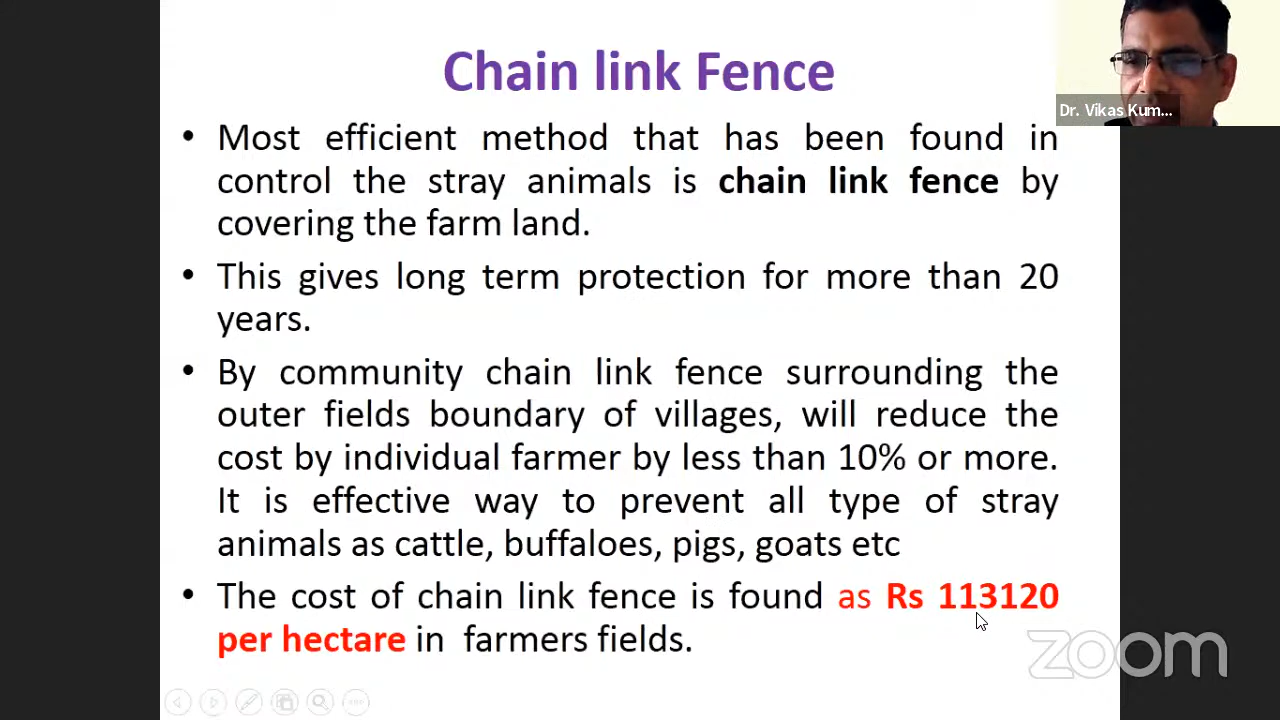 Chain link Fence
Dr. Vikas Kum...
• Most efficient method that has been found in
control the stray animals is chain link fence by
covering the farm land.
• This gives long term protection for more than 20
years.
• By community chain link fence surrounding the
outer fields boundary of villages, will reduce the
cost by individual farmer by less than 10% or more.
It is effective way to prevent all type of stray
animals as cattle, buffaloes, pigs, goats etc
• The cost of chain link fence is found as Rs 113120
per hectare in farmers fields.
zoom